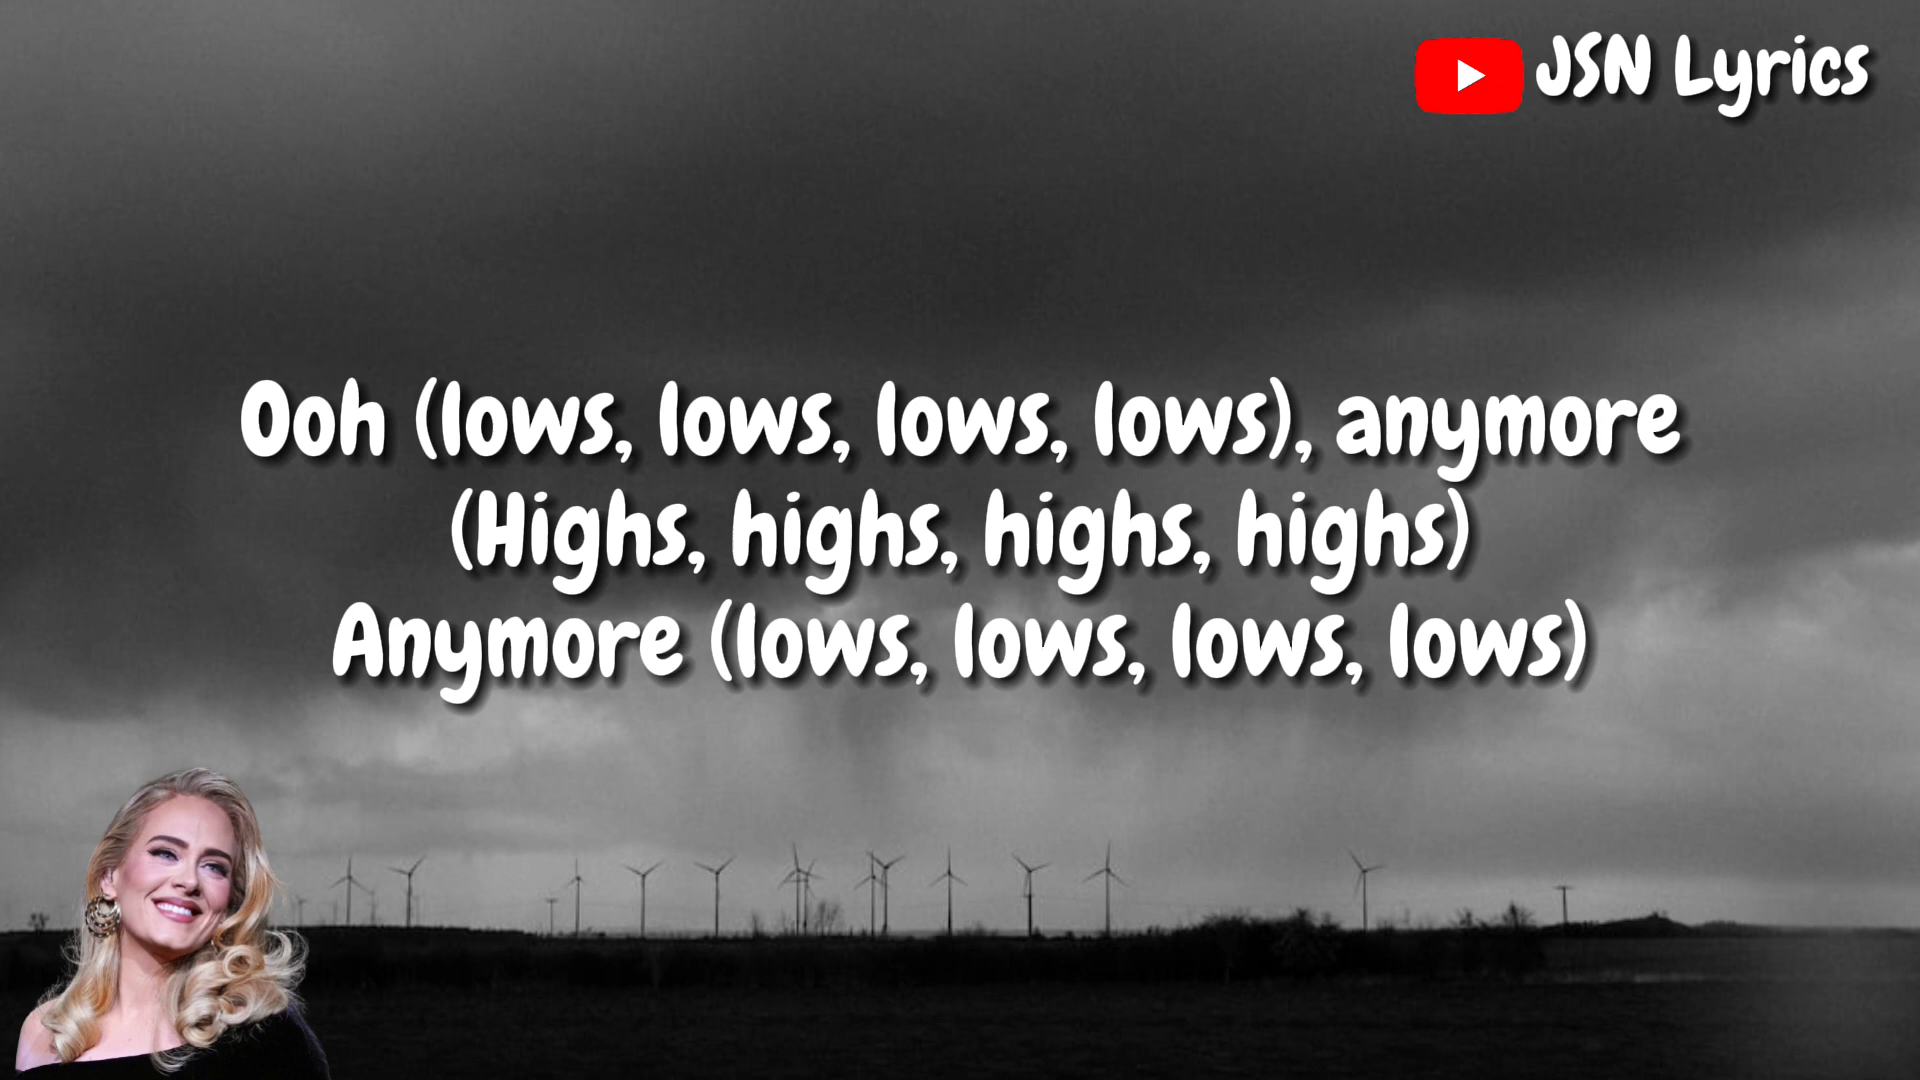 JSN Lyrics
Ooh (lows, lows, lows, lows), anymore
(Highs, highs, highs, highs)
Anymore (lows, lows, lows, lows)